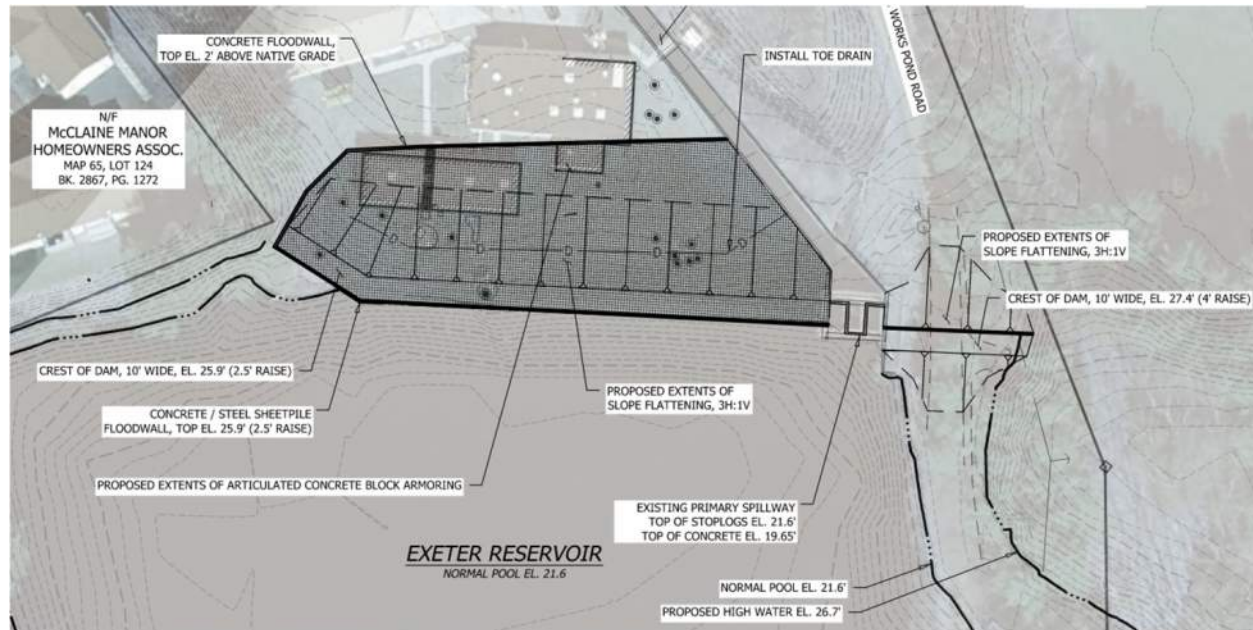 CONCRETE FLOODWALL,
TOP EL. 2' ABOVE NATIVE GRADE
INSTALL TOE DRAIN
WORKS POND ROAD
N/F
McCLAINE MANOR
HOMEOWNERS ASSOC.
MAP 65, LOT 124
BK. 2867, PG. 1272
PROPOSED EXTENTS OF
SLOPE FLATTENING, 3H:1V
CREST OF DAM, 10' WIDE, EL. 27.4' (4' RAISE)
CREST OF DAM, 10' WIDE, EL. 25.9' (2.5' RAISE)
CONCRETE / STEEL SHEETPILE
FLOODWALL, TOP EL. 25.9' (2.5' RAISE)
PROPOSED EXTENTS OF
SLOPE FLATTENING, 3H:1V
PROPOSED EXTENTS OF ARTICULATED CONCRETE BLOCK ARMORING
EXISTING PRIMARY SPILLWAY
TOP OF STOPLOGS EL. 21.6'
TOP OF CONCRETE EL. 19.65'
EXETER RESERVOIR
NORMAL POOL EL. 21.6
NORMAL POOL EL. 21.6'
PROPOSED HIGH WATER EL. 26.7'